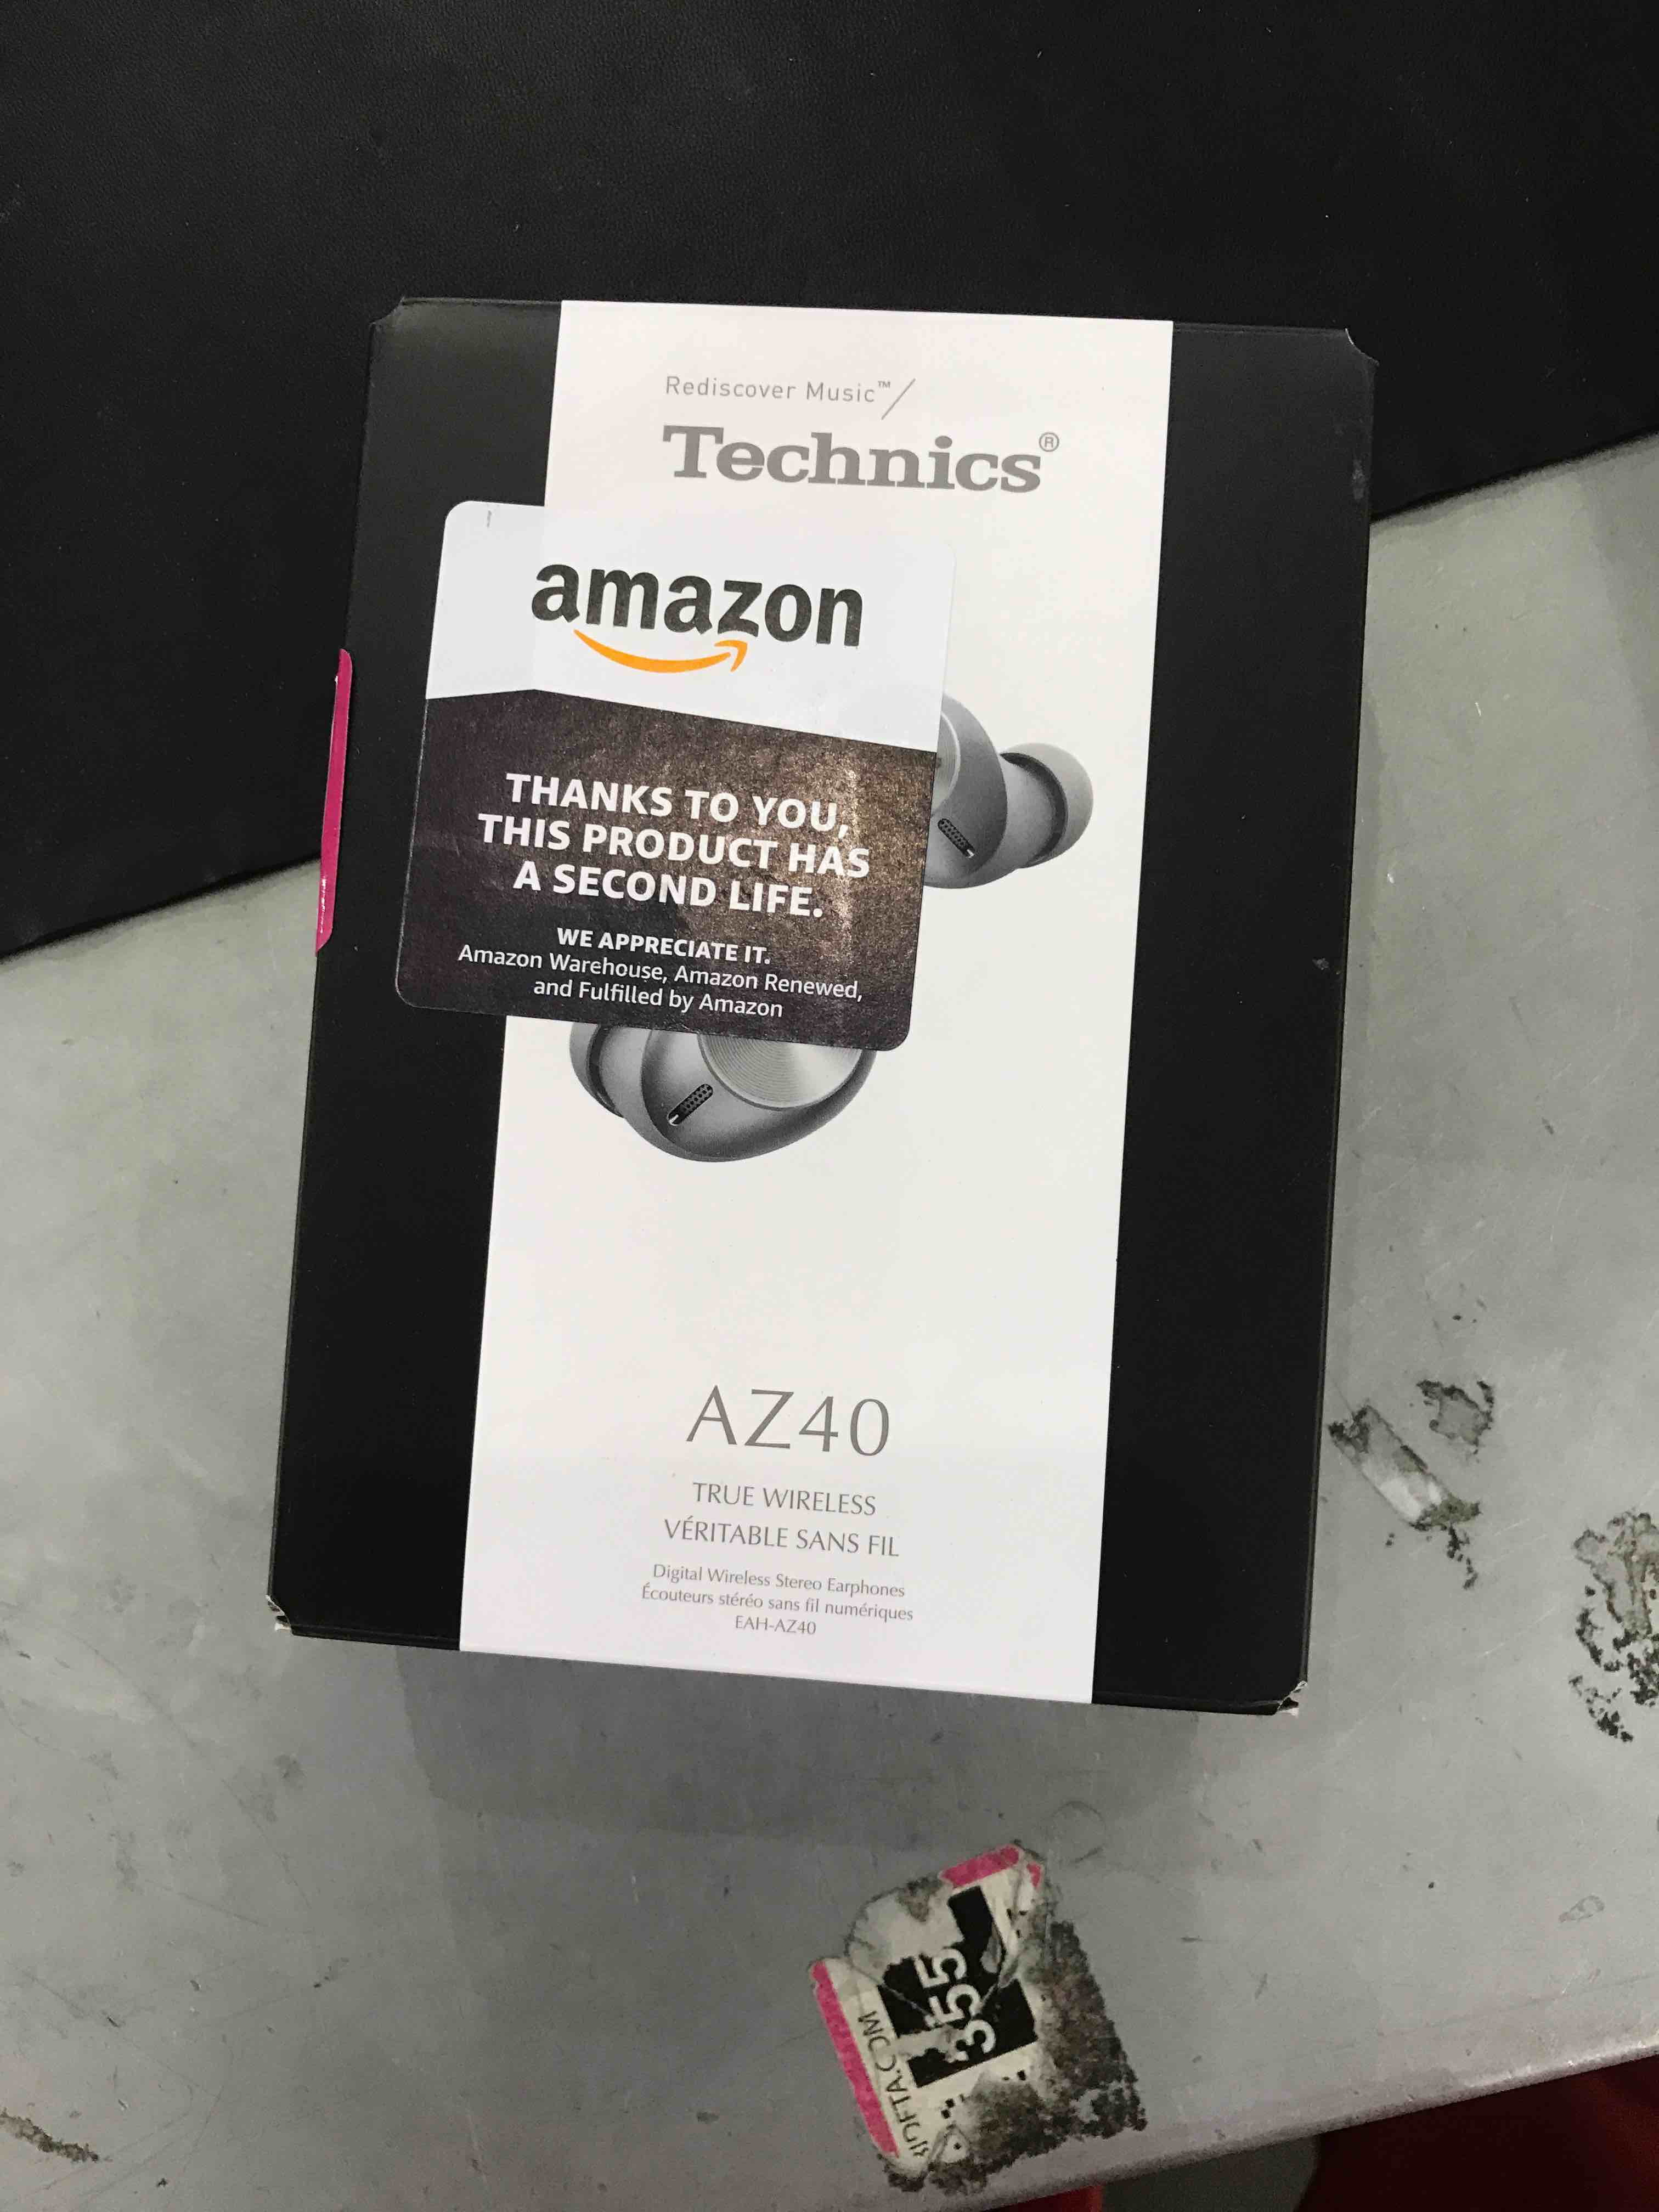 Rediscover Music™/
Technics®
amazon
THANKS TO YOU,
THIS PRODUCT HAS
A SECOND LIFE.
WE APPRECIATE IT.
Amazon Warehouse, Amazon Renewed,
and Fulfilled by Amazon
AZ40
TRUE WIRELESS
VÉRITABLE SANS FIL
Digital Wireless Stereo Earphones
Écouteurs stéréo sans fil numériques
EAH-AZ40
355